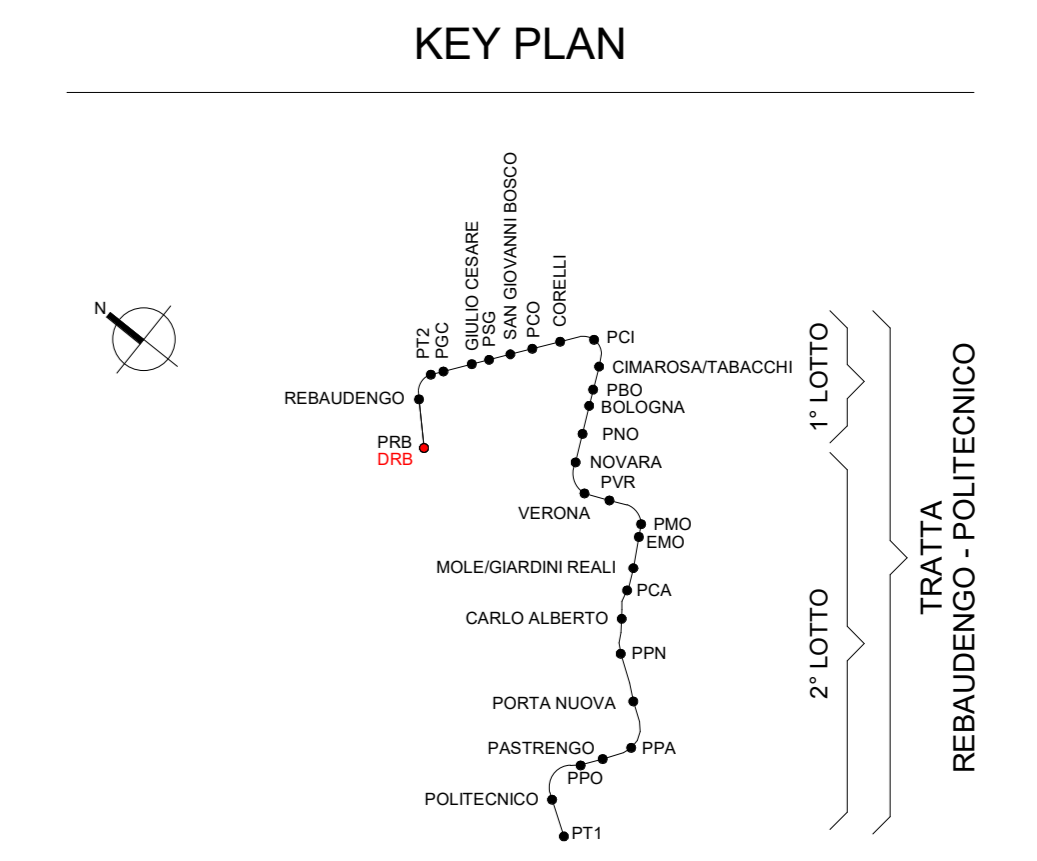 KEY PLAN
N
PT2
PGC
GIULIO CESARE
PSG
SAN GIOVANNI BOSCO
PCO
CORELLI
PCI
CIMAROSA/TABACCHI
REBAUDENGO
PBO
BOLOGNA
PRB
DRB
PNO
NOVARA
PVR
VERONA
PMO
EMO
MOLE/GIARDINI REALI
PCA
CARLO ALBERTO
PPN
PORTA NUOVA
PASTRENGO
PPA
PPO
POLITECNICO
PT1
1° LOTTO
2° LOTTO
TRATTA
REBAUDENGO - POLITECNICO